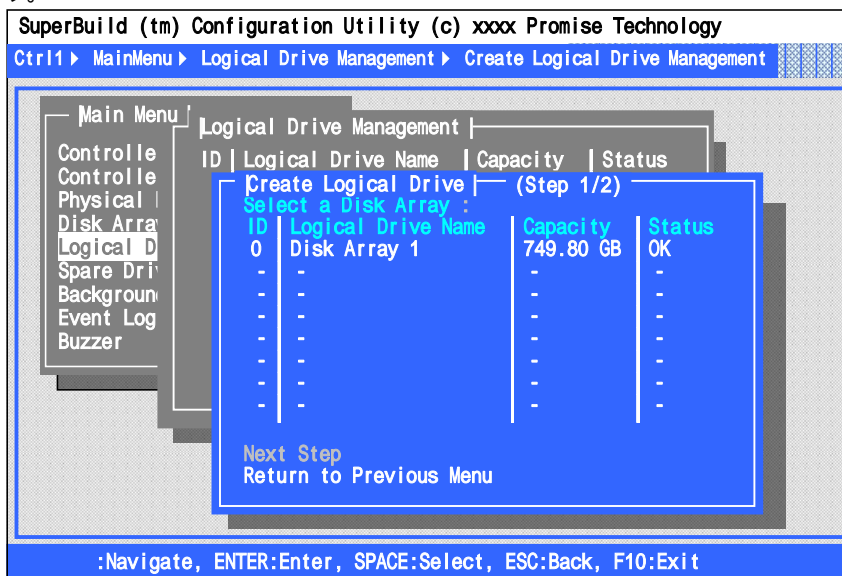 SuperBuild (tm) Configuration Utility (c) xxxx Promise Technology
Ctrl1 MainMenu Logical Drive Management Create Logical Drive Management
Main Menu
Controlle
Controlle
Physical
Disk Arra
Logical D
Spare Dri
Backgroun
Event Log
Buzzer
Logical Drive Management
ID Logical Drive Name Capacity Status
Create Logical Drive (Step 1/2)
Select a Disk Array :
ID Logical Drive Name Capacity Status
0 Disk Array 1 749.80 GB OK
- - - -
- - - -
- - - -
- - - -
- - - -
- - - -
- - - -
Next Step
Return to Previous Menu
:Navigate, ENTER:Enter, SPACE:Select, ESC:Back, F10:Exit